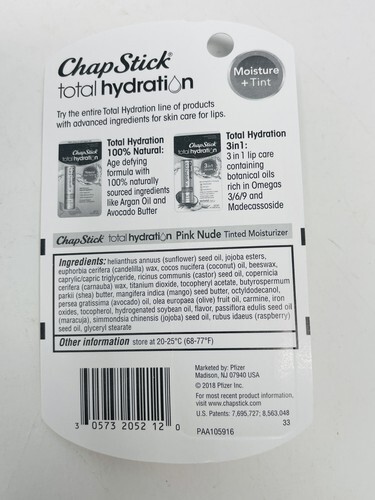 ChapStick®
total hydration
Moisture
+ Tint
Try the entire Total Hydration line of products
with advanced ingredients for skin care for lips.
Total Hydration
100% Natural:
Age defying
formula with
100% naturally
sourced ingredients
like Argan Oil and
Avocado Butter
ChapStick
total hydration
Total Hydration
3in1:
3 in 1 lip care
containing
botanical oils
rich in Omegas
3/6/9 and
Madecassoside
ChapStick
total hydration
3in1
ChapStick total hydration Pink Nude Tinted Moisturizer
Ingredients: helianthus annuus (sunflower) seed oil, jojoba esters,
euphorbia cerifera (candelilla) wax, cocos nucifera (coconut) oil, beeswax,
caprylic/capric triglyceride, ricinus communis (castor) seed oil, copernicia
cerifera (carnauba) wax, titanium dioxide, tocopheryl acetate, butyrospermum
parkii (shea) butter, mangifera indica (mango) seed butter, octyldodecanol,
persea gratissima (avocado) oil, olea europaea (olive) fruit oil, carmine, iron
oxides, tocopherol, hydrogenated soybean oil, flavor, passiflora edulis seed oil
(maracuja), simmondsia chinensis (jojoba) seed oil, rubus idaeus (raspberry)
seed oil, glyceryl stearate
Other information store at 20-25°C (68-77°F)
Marketed by: Pfizer
Madison, NJ 07940 USA
© 2018 Pfizer Inc.
For most recent product information,
visit www.chapstick.com
U.S. Patents: 7,695,727; 8,563,048
33
3 0573 2052 12 0
PAA105916